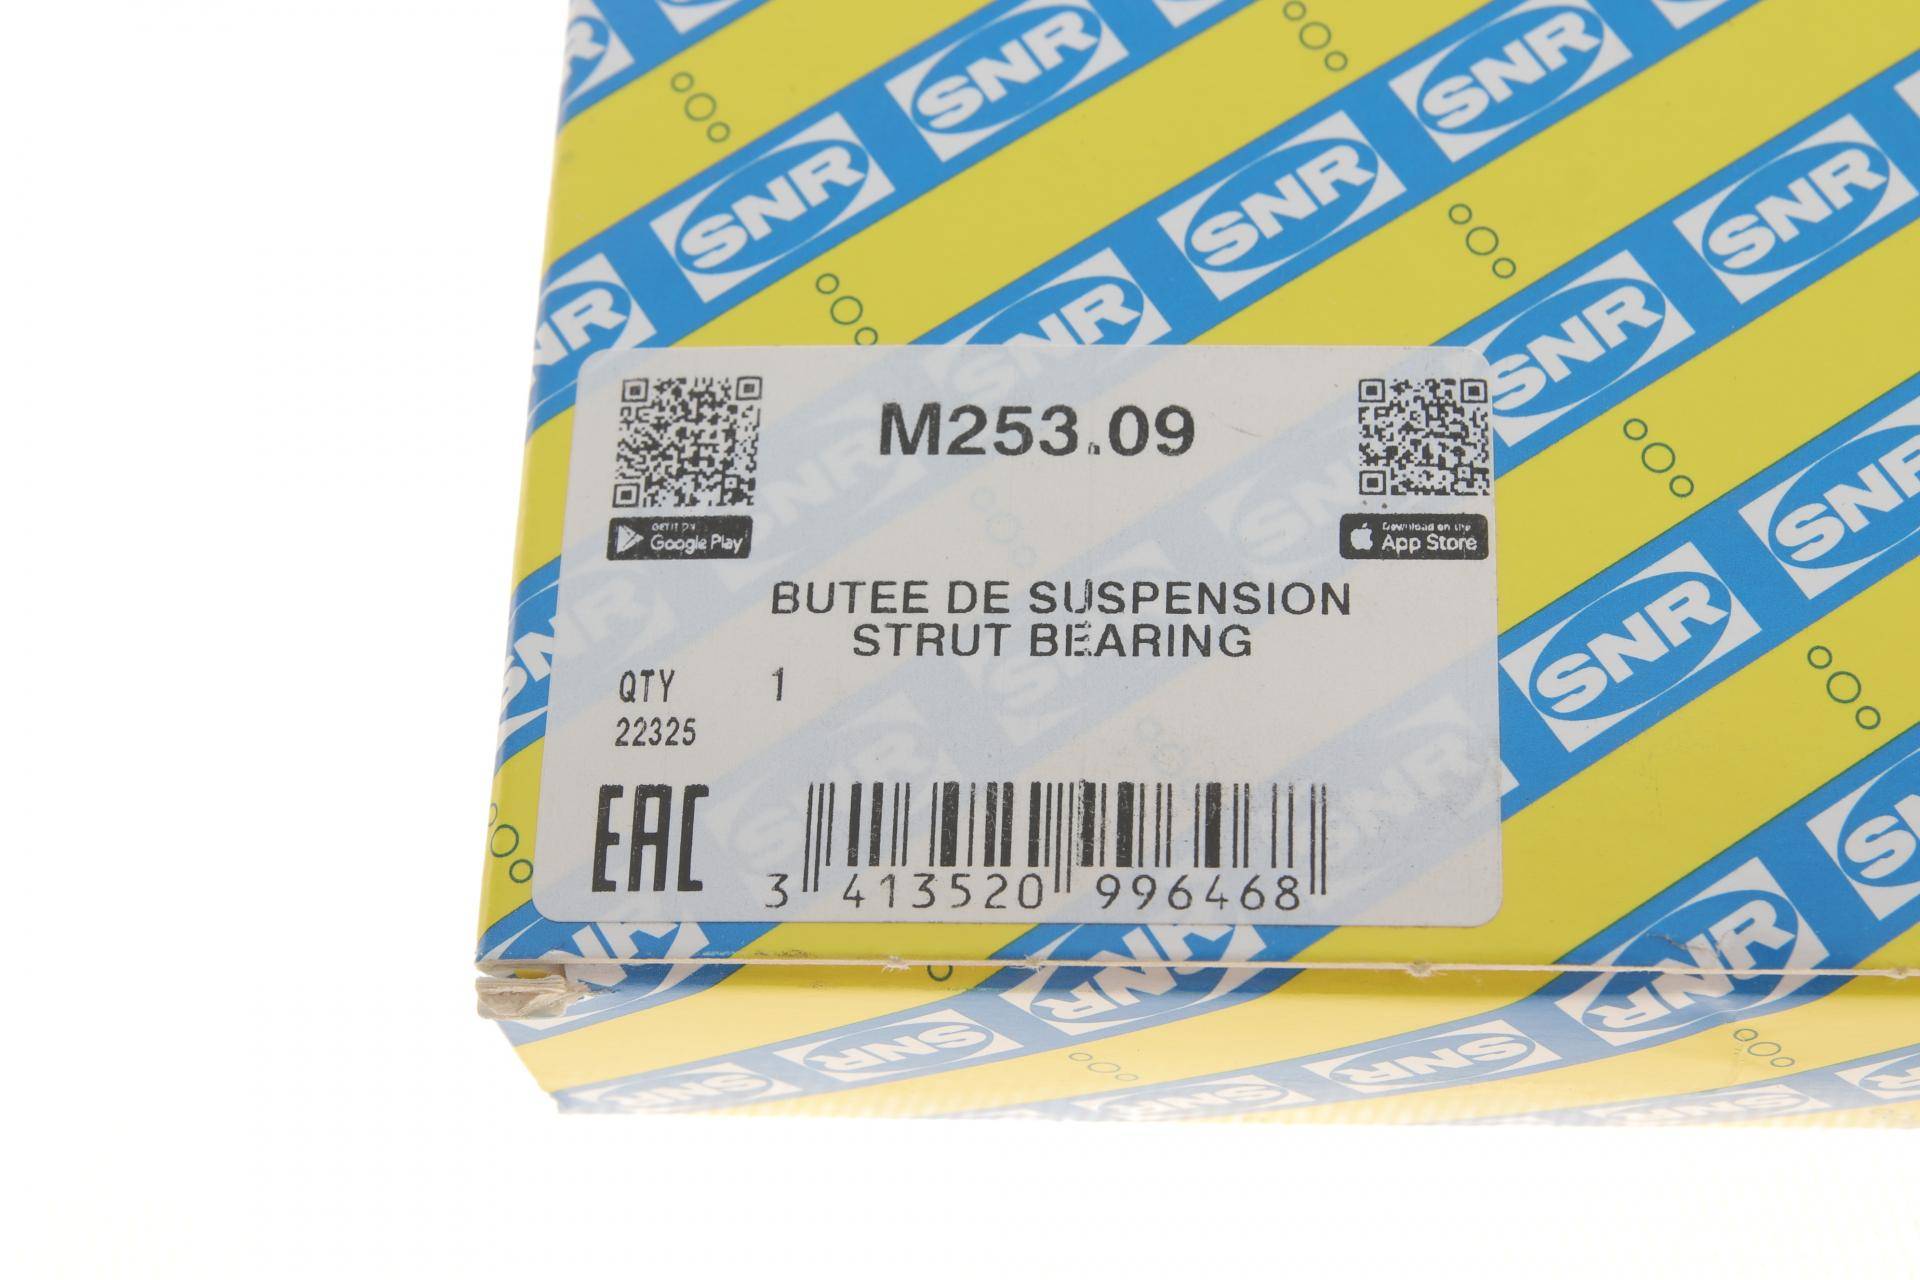 SNR
M253.09
GET IT ON
Google Play
Download on the
App Store
BUTEE DE SUSPENSION
STRUT BEARING
QTY 1
22325
EAC
3 413520 996468